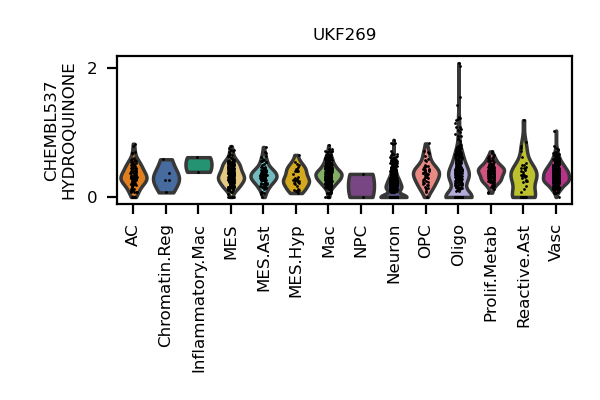 UKF269
CHEMBL537
HYDROQUINONE
2
0
AC
Chromatin.Reg
Inflammatory.Mac
MES
MES.Ast
MES.Hyp
Mac
NPC
Neuron
OPC
Oligo
Prolif.Metab
Reactive.Ast
Vasc